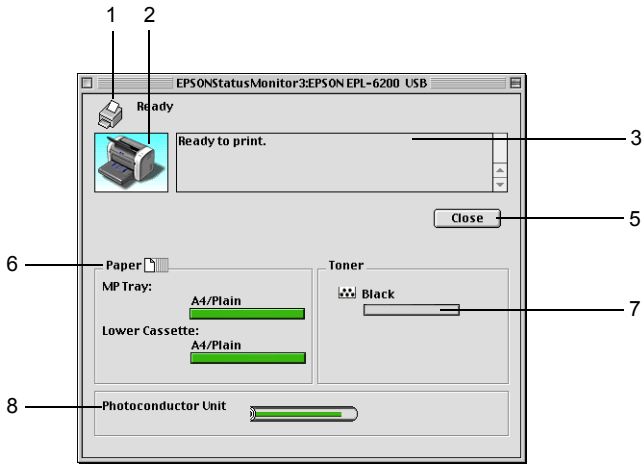 1 2
EPSONStatusMonitor3:EPSON EPL-6200 USB
Ready
Ready to print.
3
Close
5
6
Paper
Toner
MP Tray:
A4/Plain
Black
7
Lower Cassette:
A4/Plain
8
Photoconductor Unit